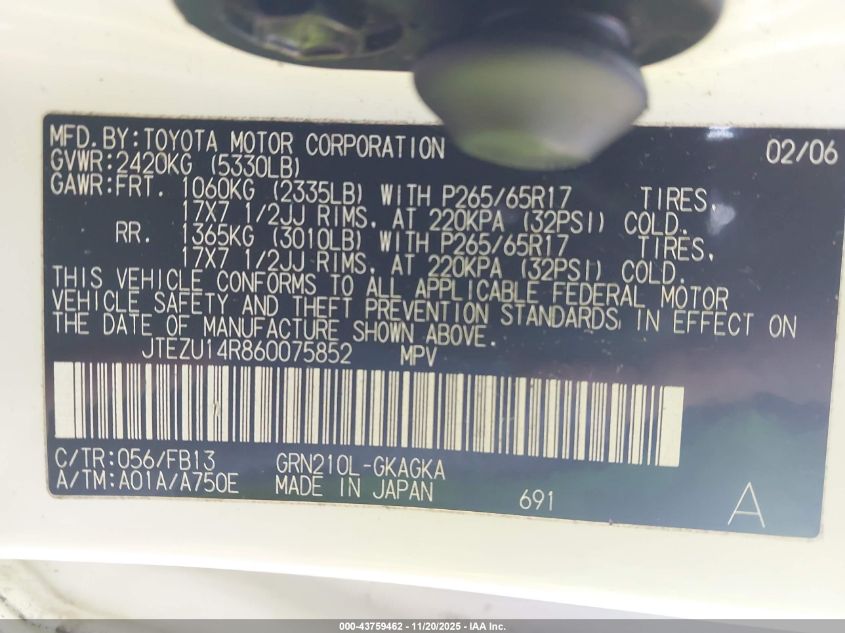 MFD.BY:TOYOTA MOTOR CORPORATION 02/06
GVWR:2420KG (5330LB)
GAWR:FRT. 1060KG (2335LB) WITH P265/65R17 TIRES,
17X7 1/2JJ RIMS, AT 220KPA (32PSI) COLD.
RR. 1365KG (3010LB) WITH P265/65R17 TIRES,
17X7 1/2JJ RIMS, AT 220KPA (32PSI) COLD.
THIS VEHICLE CONFORMS TO ALL APPLICABLE FEDERAL MOTOR
VEHICLE SAFETY AND THEFT PREVENTION STANDARDS IN EFFECT ON
THE DATE OF MANUFACTURE SHOWN ABOVE.
JTEZU14R860075852 MPV
C/TR:056/FB13 GRN210L-GKAGKA
A/TM:A01A/A750E MADE IN JAPAN 691 A
000-43759462 - 11/20/2025 - IAA Inc.